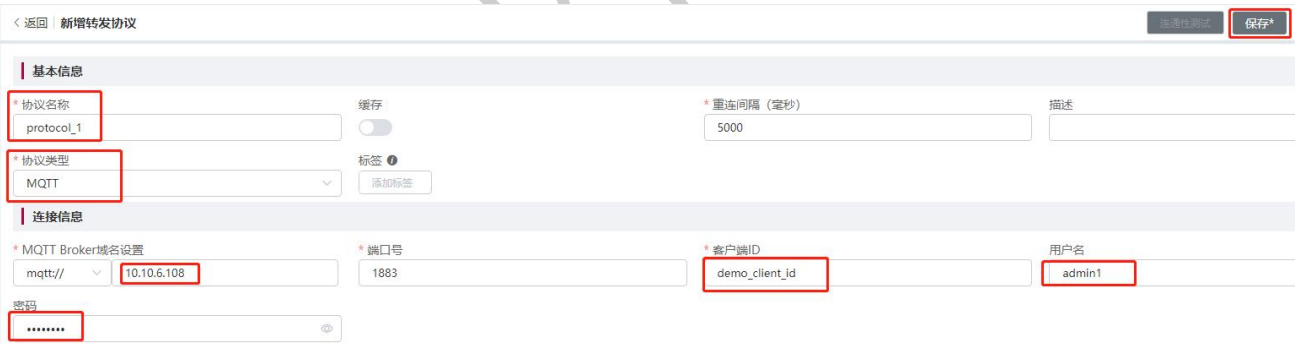 < 返回 新增转发协议 连通性测试 保存*
基本信息
* 协议名称 缓存 * 重连间隔（毫秒） 描述
protocol_1 5000
* 协议类型 标签
MQTT 添加标签
连接信息
* MQTT Broker域名设置 * 端口号 * 客户端ID 用户名
mqtt:// 10.10.6.108 1883 demo_client_id admin1
密码
••••••••